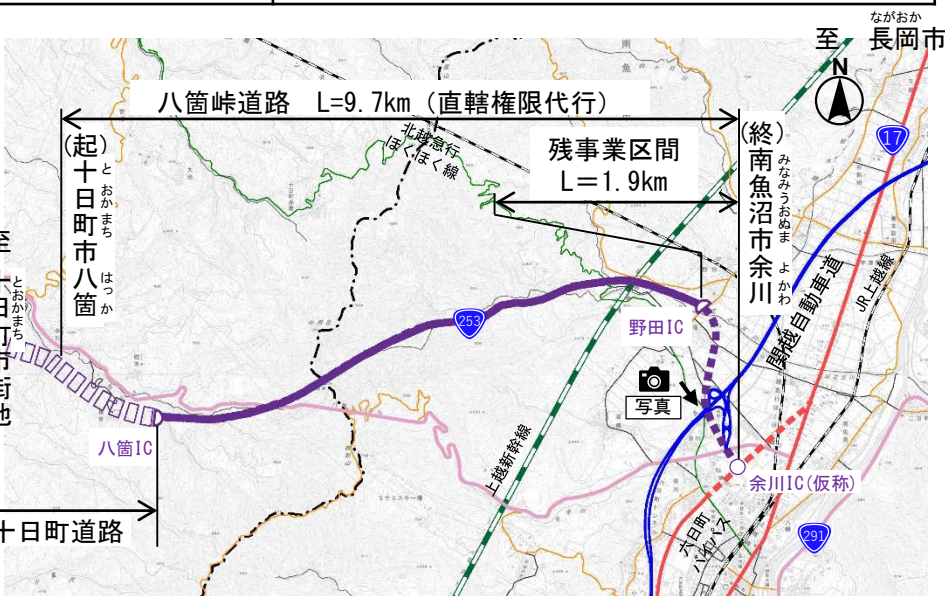 ながおか
至 長岡市
N
八箇峠道路 L=9.7km（直轄権限代行）
北越急行
ほくほく線
残事業区間
L＝1.9km
(起)十日町市八箇
とおかまち はっか
(終)南魚沼市余川
みなみうおぬま よかわ
17
関越自動車道
JR上越線
至 十日町市街地
とおかまち
253
野田IC
写真
八箇IC
上越新幹線
余川IC(仮称)
六日町
バイパス
291
十日町道路